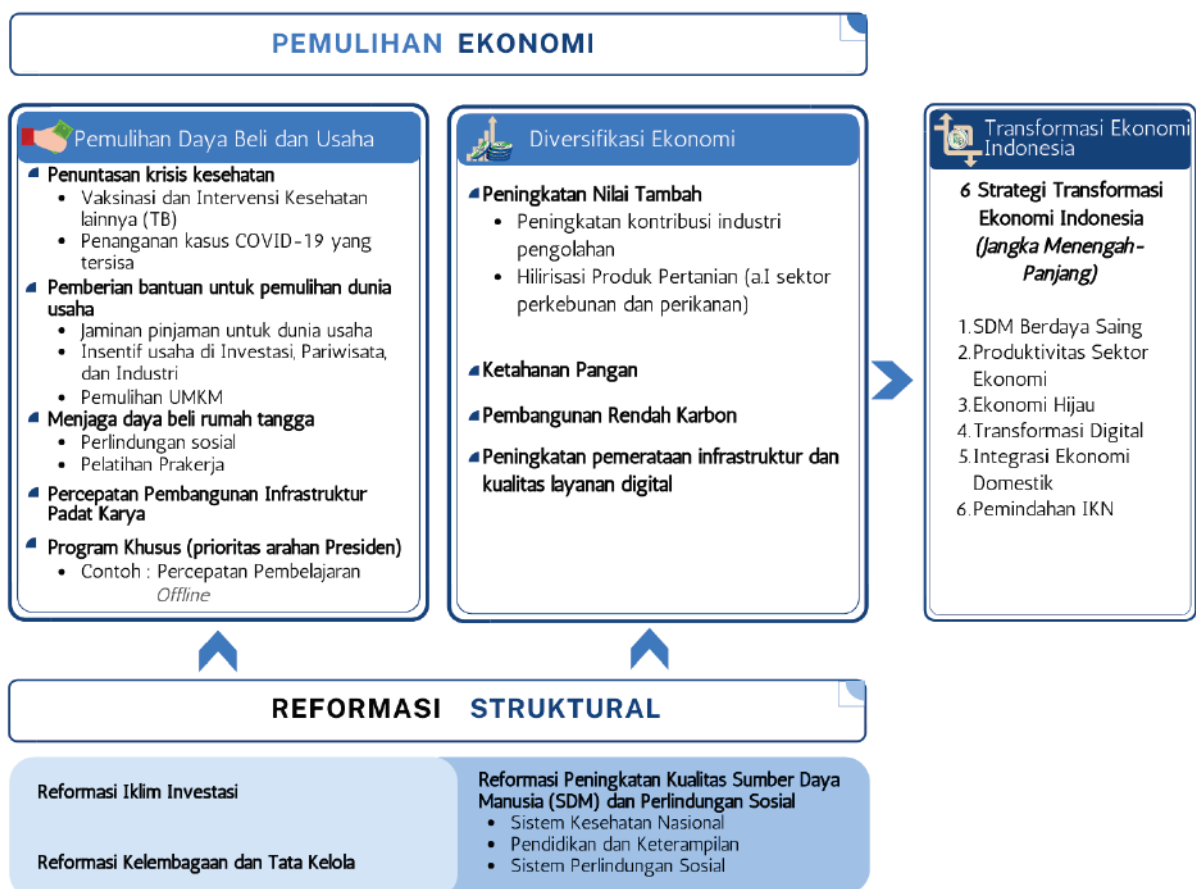 PEMULIHAN EKONOMI
Pemulihan Daya Beli dan Usaha
Penuntasan krisis kesehatan
• Vaksinasi dan Intervensi Kesehatan
lainnya (TB)
• Penanganan kasus COVID-19 yang
tersisa
Pemberian bantuan untuk pemulihan dunia
usaha
• Jaminan pinjaman untuk dunia usaha
• Insentif usaha di Investasi, Pariwisata,
dan Industri
• Pemulihan UMKM
Menjaga daya beli rumah tangga
• Perlindungan sosial
• Pelatihan Prakerja
Percepatan Pembangunan Infrastruktur
Padat Karya
Program Khusus (prioritas arahan Presiden)
• Contoh : Percepatan Pembelajaran
Offline
Diversifikasi Ekonomi
Peningkatan Nilai Tambah
• Peningkatan kontribusi industri
pengolahan
• Hilirisasi Produk Pertanian (a.l sektor
perkebunan dan perikanan)
Ketahanan Pangan
Pembangunan Rendah Karbon
Peningkatan pemerataan infrastruktur dan
kualitas layanan digital
Transformasi Ekonomi
Indonesia
6 Strategi Transformasi
Ekonomi Indonesia
(Jangka Menengah-
Panjang)
1. SDM Berdaya Saing
2. Produktivitas Sektor
Ekonomi
3. Ekonomi Hijau
4. Transformasi Digital
5. Integrasi Ekonomi
Domestik
6. Pemindahan IKN
REFORMASI STRUKTURAL
Reformasi Iklim Investasi
Reformasi Kelembagaan dan Tata Kelola
Reformasi Peningkatan Kualitas Sumber Daya
Manusia (SDM) dan Perlindungan Sosial
• Sistem Kesehatan Nasional
• Pendidikan dan Keterampilan
• Sistem Perlindungan Sosial